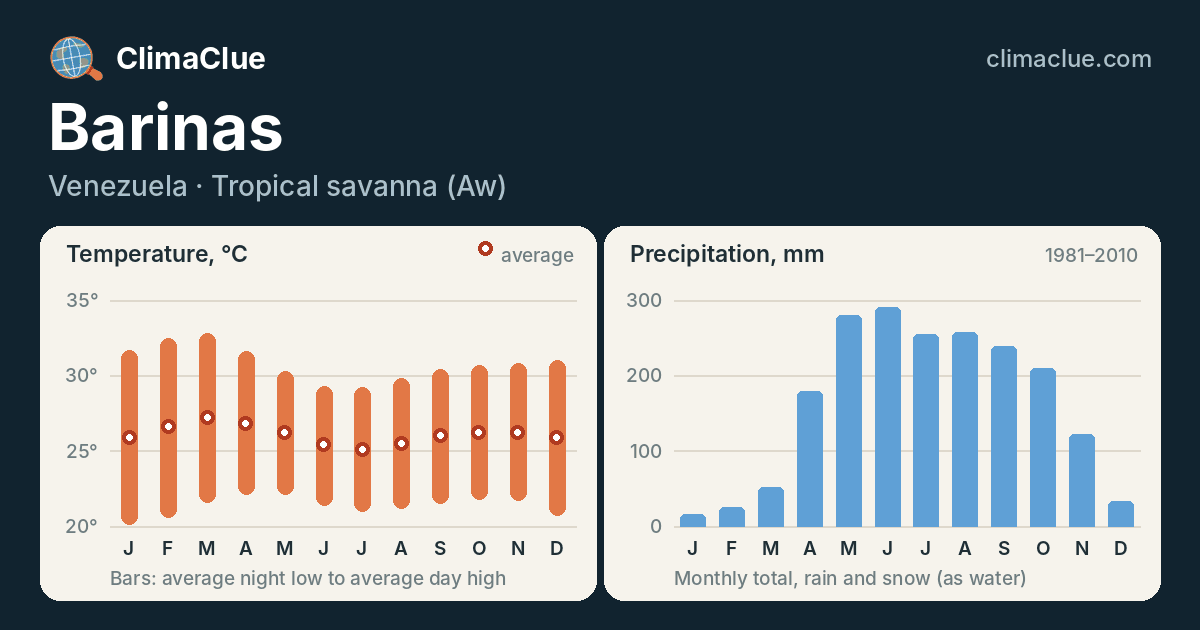 ClimaClue
climaclue.com
Barinas
Venezuela · Tropical savanna (Aw)
Temperature, °C
average
35°
30°
25°
20°
J F M A M J J A S O N D
Bars: average night low to average day high
Precipitation, mm
1981–2010
300
200
100
0
J F M A M J J A S O N D
Monthly total, rain and snow (as water)